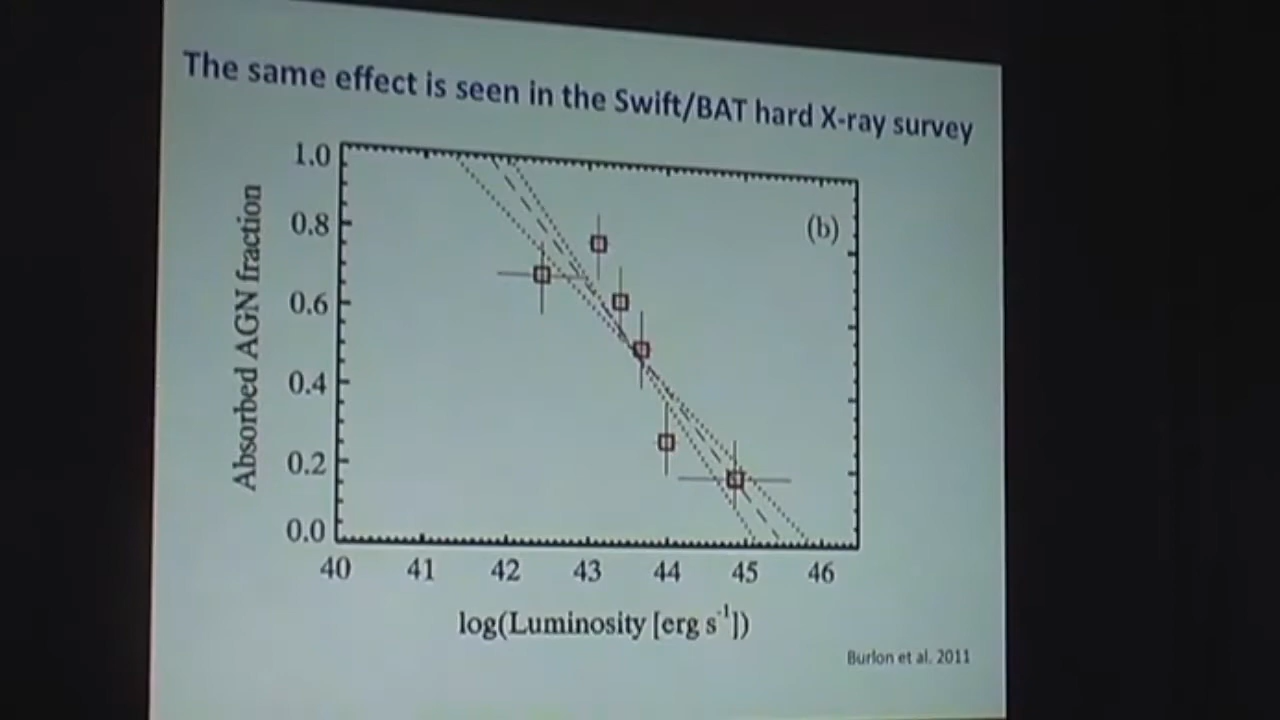 The same effect is seen in the Swift/BAT hard X-ray survey
1.0
(b)
0.8
0.6
0.4
0.2
0.0
Absorbed AGN fraction
40 41 42 43 44 45 46
log(Luminosity [erg s⁻¹])
Burlon et al. 2011